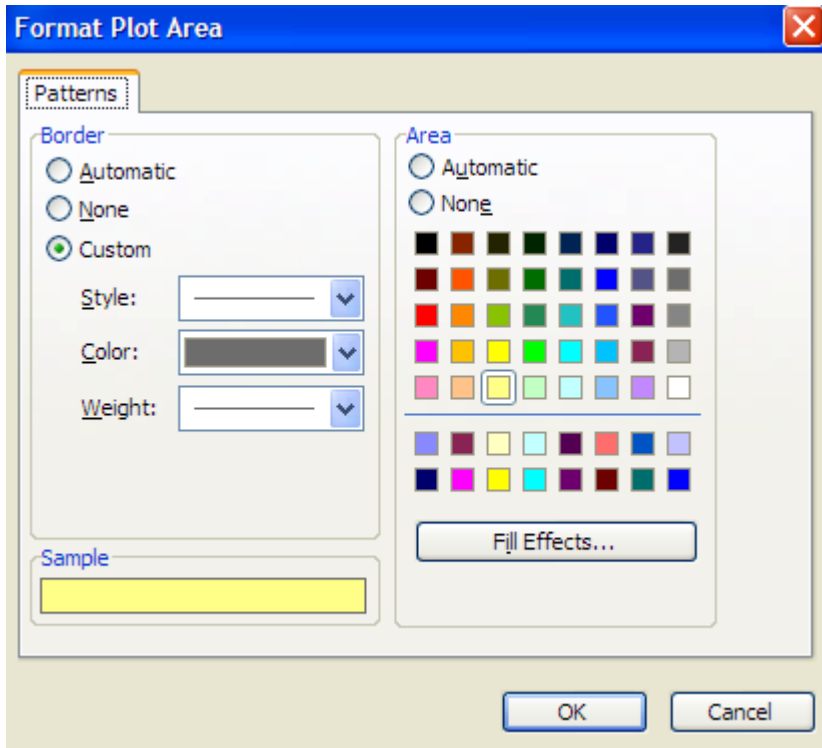 Format Plot Area
Patterns
Border
Automatic
None
Custom
Style:
Color:
Weight:
Sample
Area
Automatic
None
Fill Effects...
OK
Cancel